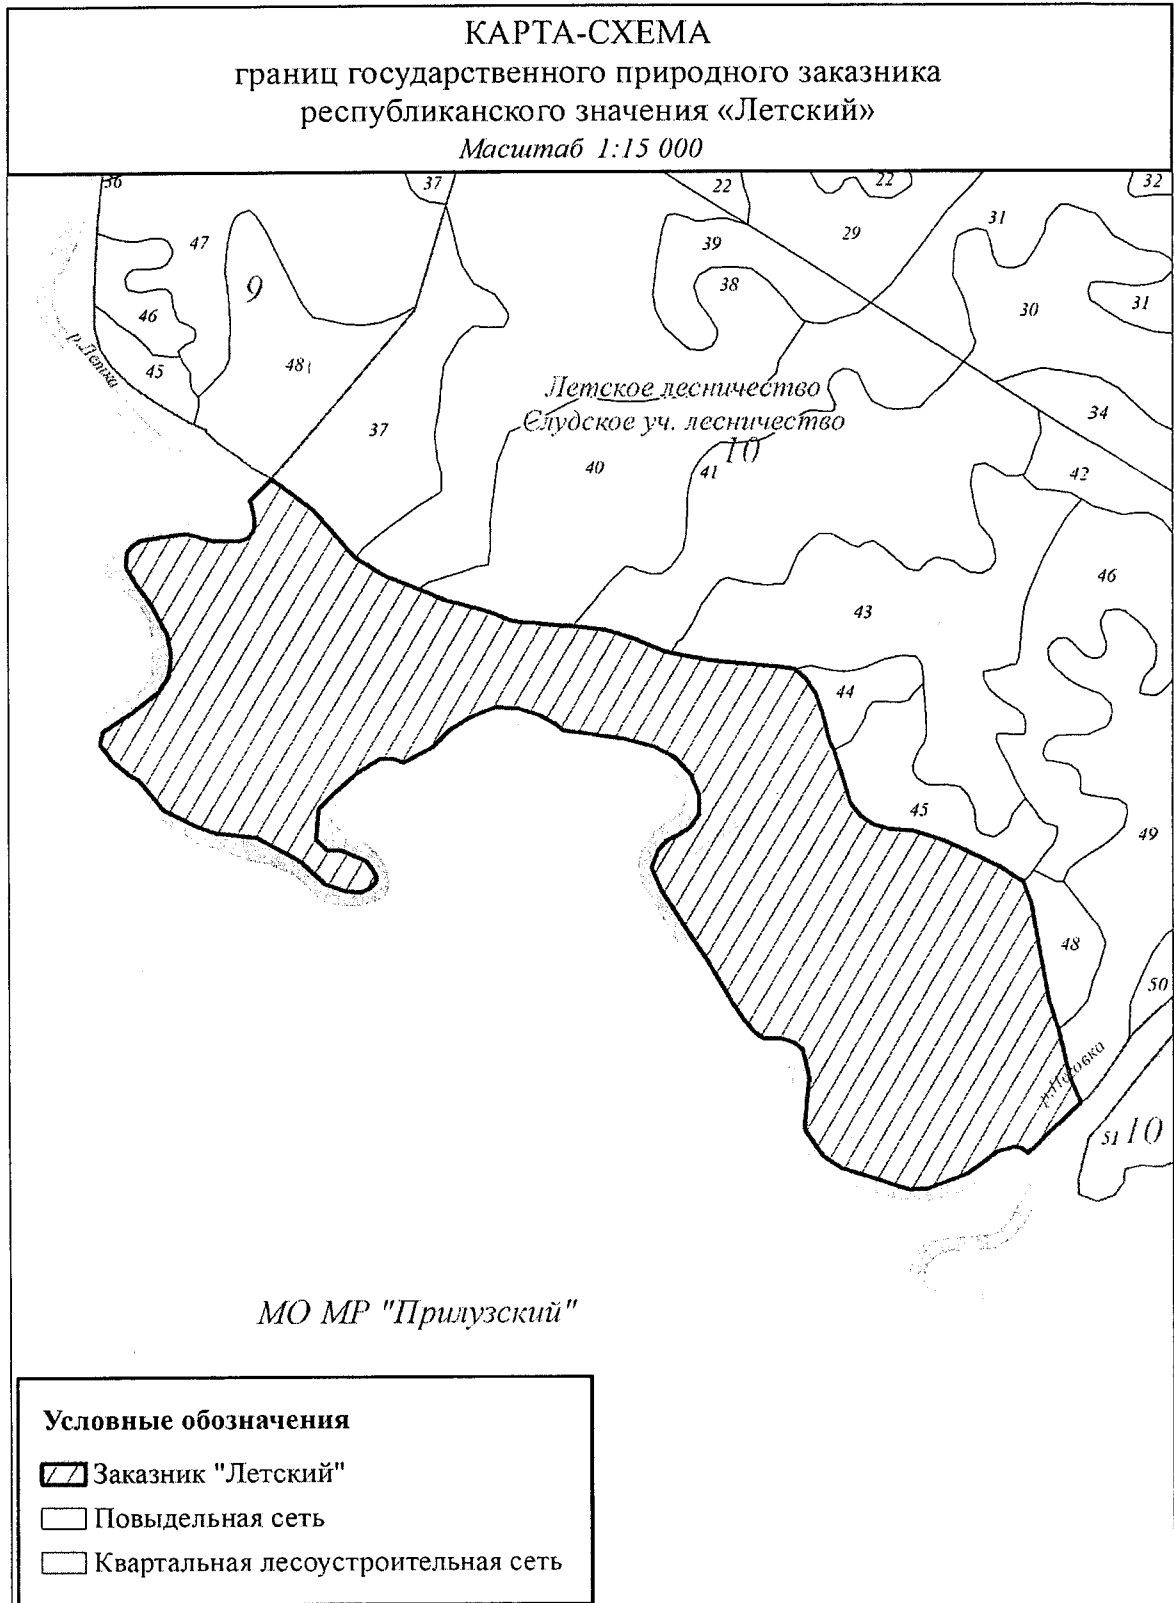 КАРТА-СХЕМА
границ государственного природного заказника
республиканского значения «Летский»
Масштаб 1:15 000
36
37
22
22
32
47
39
29
31
9
38
30
31
46
р.Летка
45
48
Летское лесничество
34
37
Слудское уч. лесничество
40
41
10
42
46
43
44
45
49
48
50
51
10
МО МР "Прилузский"
Условные обозначения
Заказник "Летский"
Повыдельная сеть
Квартальная лесоустроительная сеть